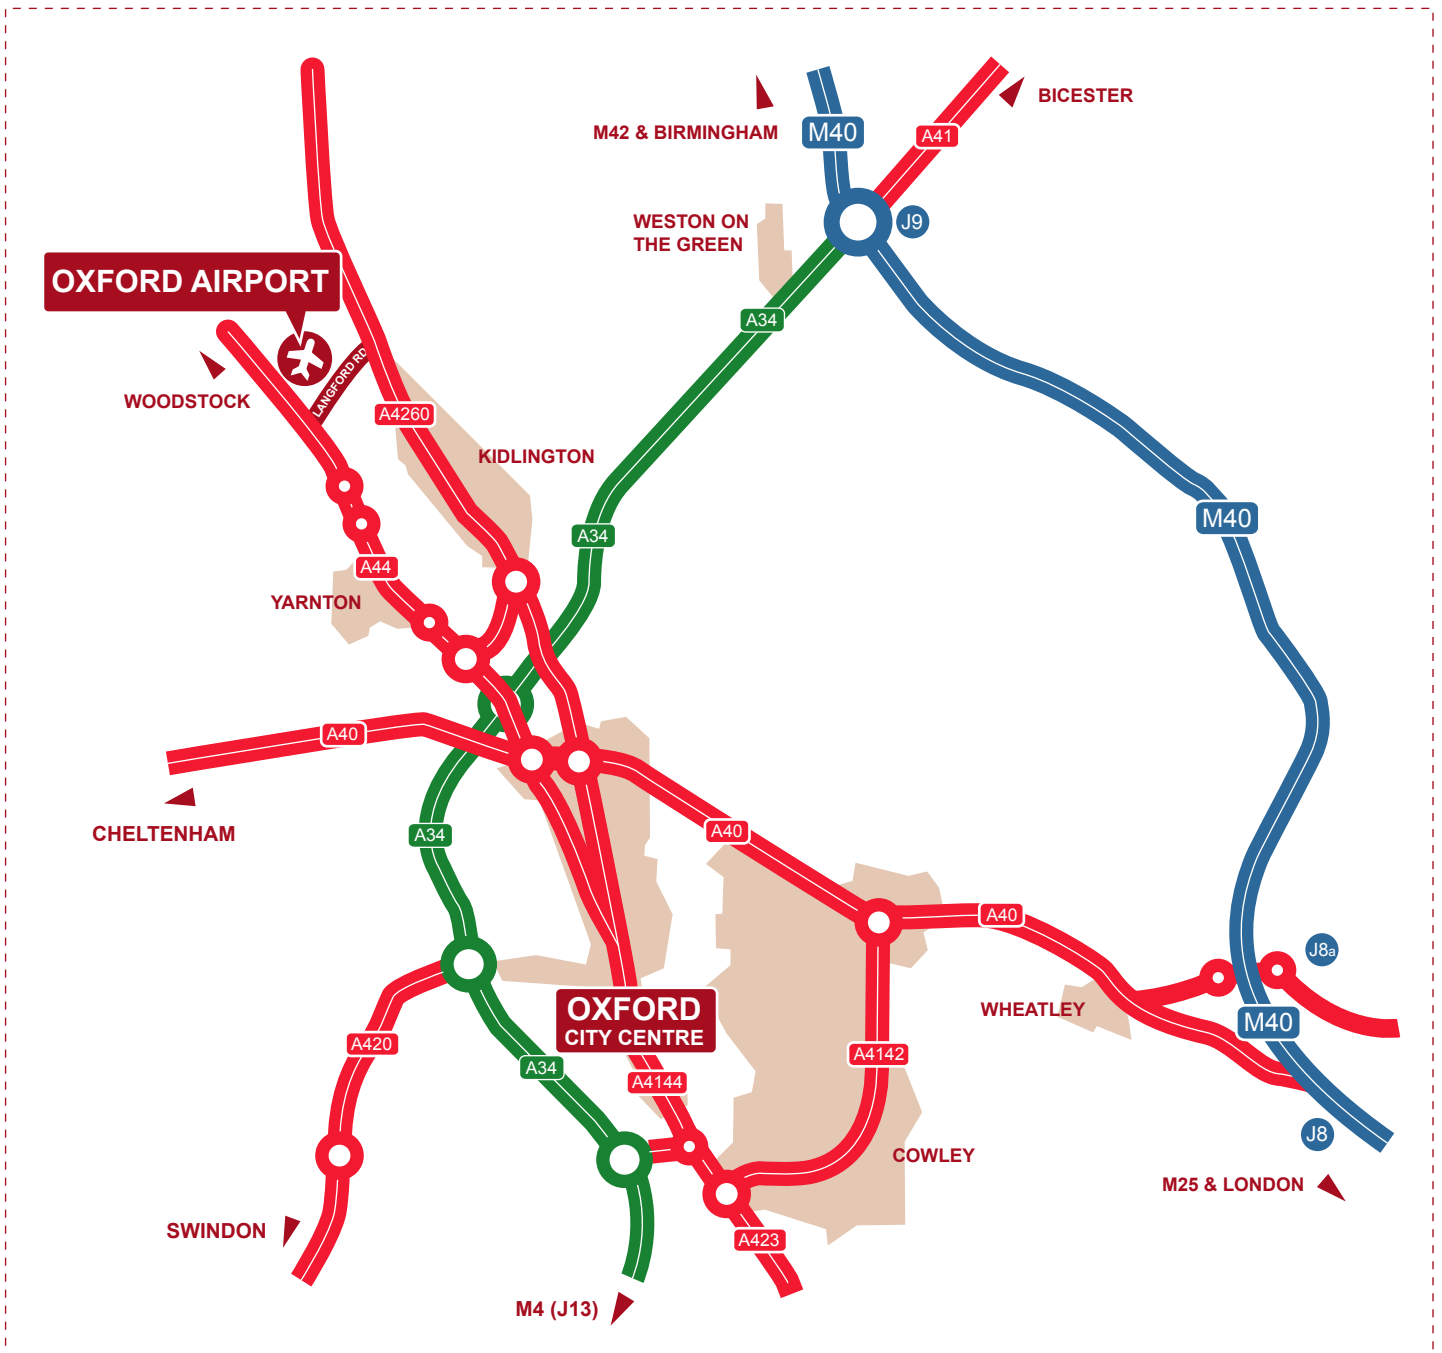 BICESTER
M42 & BIRMINGHAM
M40
A41
WESTON ON
THE GREEN
J9
OXFORD AIRPORT
A34
LANGFORD RD
WOODSTOCK
A4260
KIDLINGTON
M40
A34
A44
YARNTON
A40
CHELTENHAM
A34
A40
A40
J8a
OXFORD
CITY CENTRE
WHEATLEY
M40
A420
A34
A4142
A4144
J8
COWLEY
M25 & LONDON
SWINDON
A423
M4 (J13)